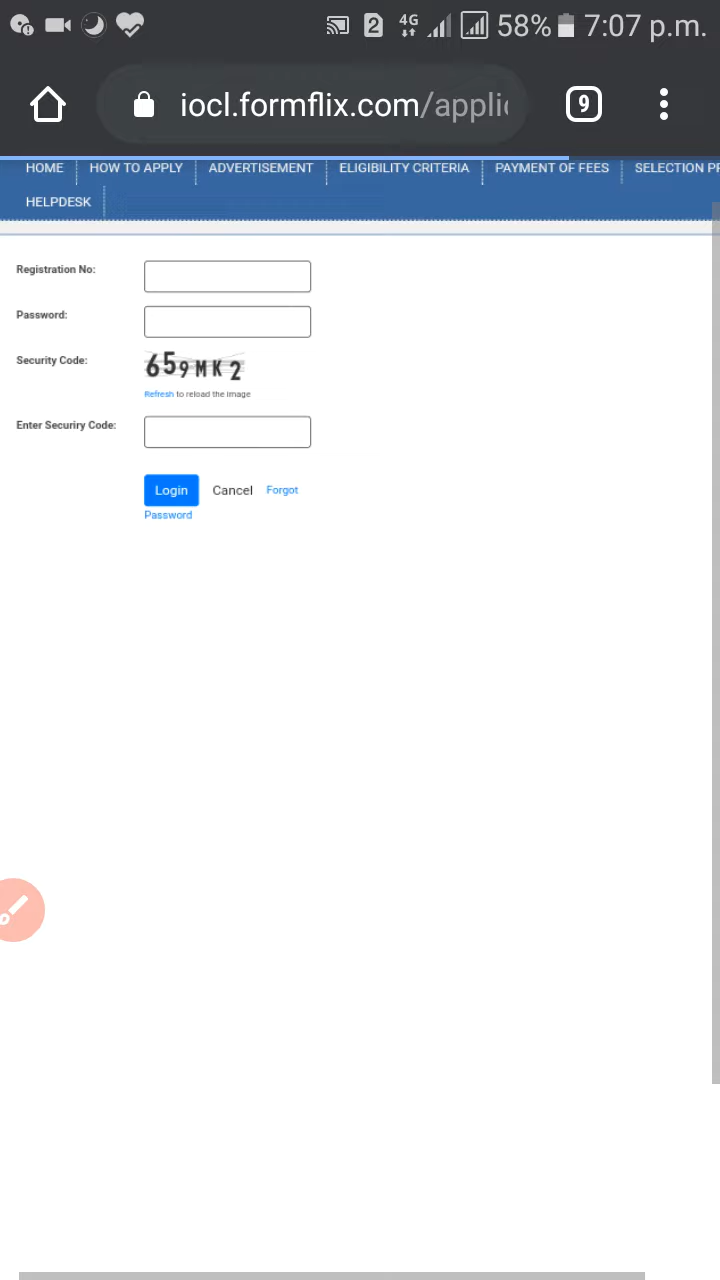 2 4G 58% 7:07 p.m.
iocl.formflix.com/applic 9
HOME HOW TO APPLY ADVERTISEMENT ELIGIBILITY CRITERIA PAYMENT OF FEES SELECTION PR
HELPDESK
Registration No:
Password:
Security Code: 659MK2
Refresh to reload the image
Enter Securiry Code:
Login Cancel Forgot
Password